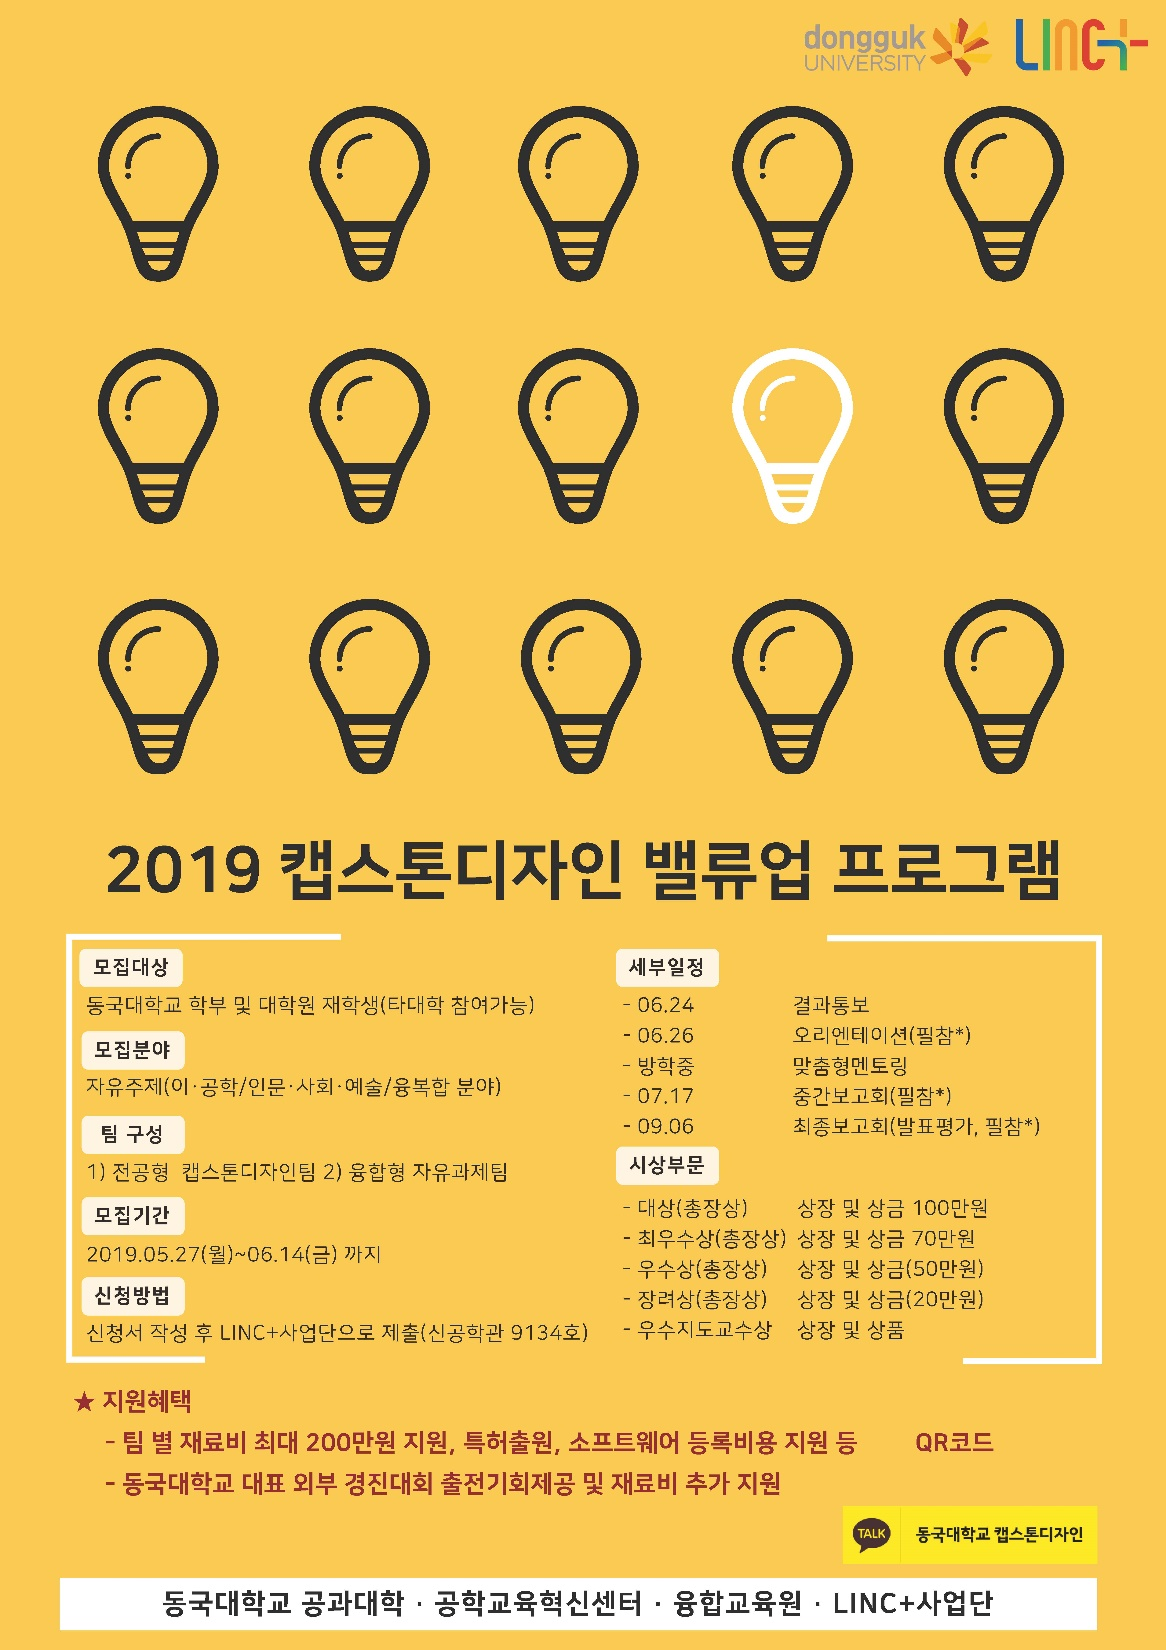 dongguk
UNIVERSITY
LINC+
2019 캡스톤디자인 밸류업 프로그램
모집대상
동국대학교 학부 및 대학원 재학생(타대학 참여가능)
모집분야
자유주제(이·공학/인문·사회·예술/융복합 분야)
팀 구성
1) 전공형 캡스톤디자인팀 2) 융합형 자유과제팀
모집기간
2019.05.27(월)~06.14(금) 까지
신청방법
신청서 작성 후 LINC+사업단으로 제출(신공학관 9134호)
세부일정
- 06.24 결과통보
- 06.26 오리엔테이션(필참*)
- 방학중 맞춤형멘토링
- 07.17 중간보고회(필참*)
- 09.06 최종보고회(발표평가, 필참*)
시상부문
- 대상(총장상) 상장 및 상금 100만원
- 최우수상(총장상) 상장 및 상금 70만원
- 우수상(총장상) 상장 및 상금(50만원)
- 장려상(총장상) 상장 및 상금(20만원)
- 우수지도교수상 상장 및 상품
★ 지원혜택
- 팀 별 재료비 최대 200만원 지원, 특허출원, 소프트웨어 등록비용 지원 등 QR코드
- 동국대학교 대표 외부 경진대회 출전기회제공 및 재료비 추가 지원
TALK 동국대학교 캡스톤디자인
동국대학교 공과대학 · 공학교육혁신센터 · 융합교육원 · LINC+사업단